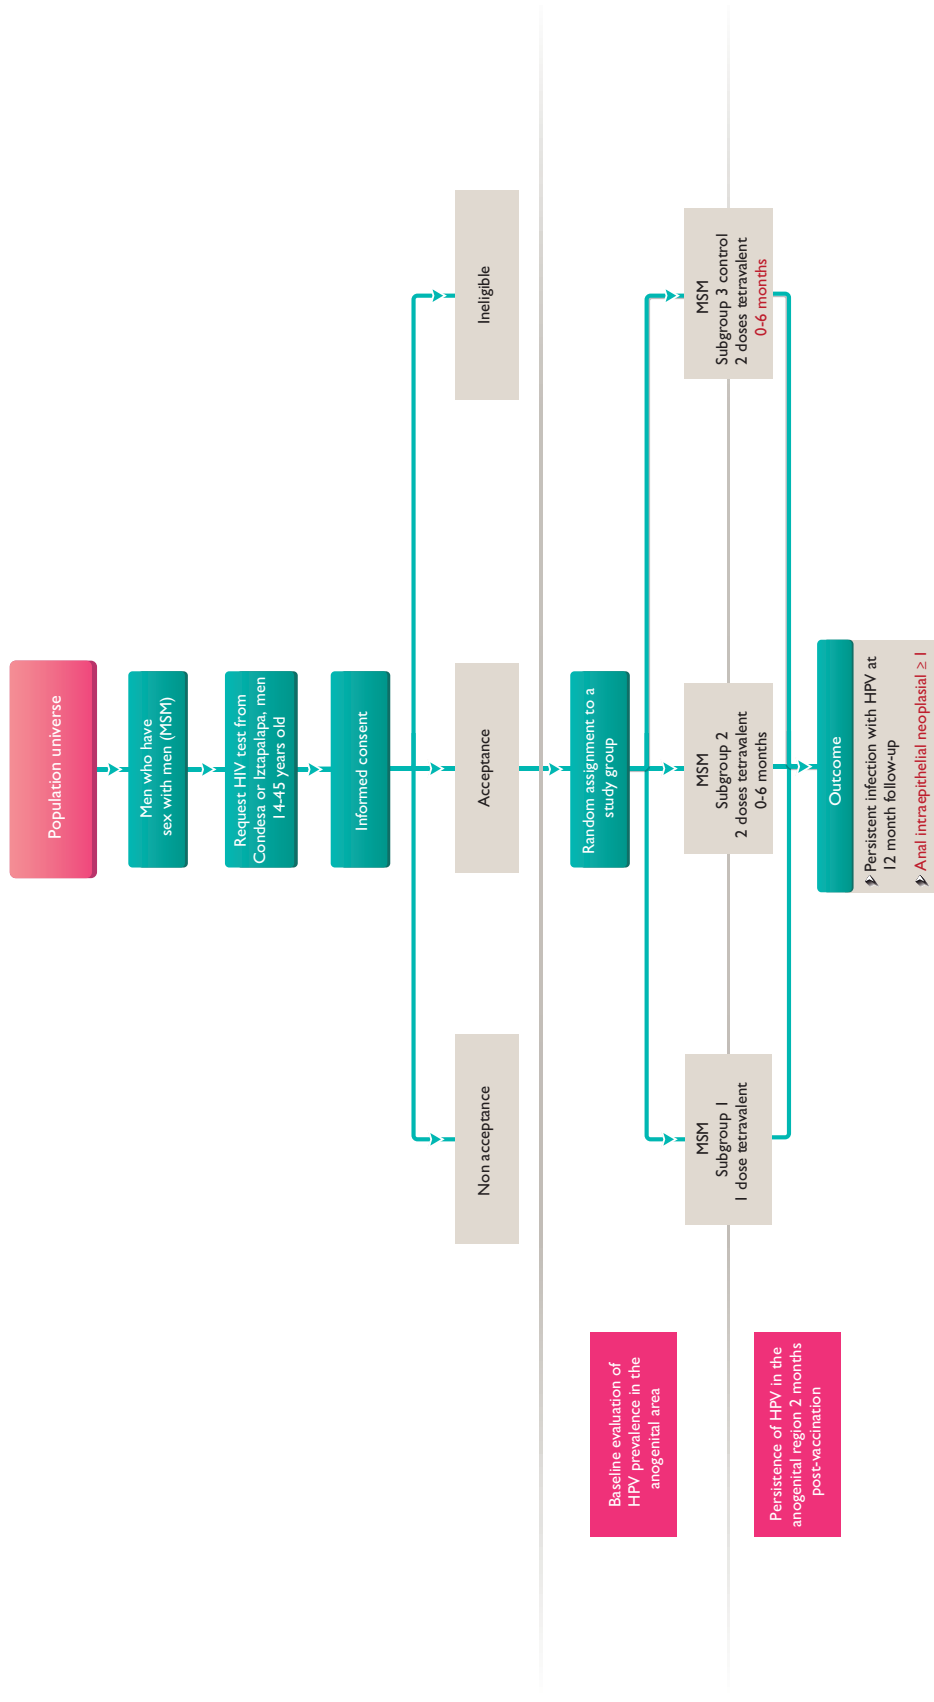 Population universe
Men who have
sex with men (MSM)
Request HIV test from
Condesa or Iztapalapa, men
14-45 years old
Informed consent
Non acceptance
Acceptance
Ineligible
Baseline evaluation of
HPV prevalence in the
anogenital area
Random assignment to a
study group
MSM
Subgroup 1
1 dose tetravalent
MSM
Subgroup 2
2 doses tetravalent
0-6 months
MSM
Subgroup 3 control
2 doses tetravalent
0-6 months
Persistence of HPV in the
anogenital region 2 months
post-vaccination
Outcome
Persistent infection with HPV at
12 month follow-up
Anal intraepithelial neoplasial ≥ 1